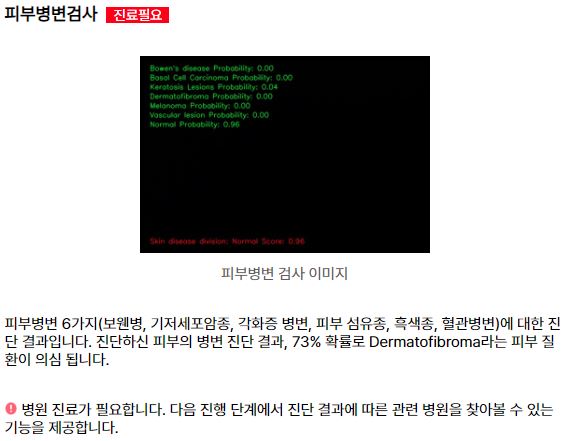 피부병변검사 진료필요
Bowen's disease Probability: 0.00
Basal Cell Carcinoma Probability: 0.00
Keratosis Lesions Probability: 0.04
Dermatofibroma Probability: 0.00
Melanoma Probability: 0.00
Vascular lesion Probability: 0.00
Normal Probability: 0.96
Skin disease division: Normal Score: 0.96
피부병변 검사 이미지
피부병변 6가지(보웬병, 기저세포암종, 각화증 병변, 피부 섬유종, 흑색종, 혈관병변)에 대한 진
단 결과입니다. 진단하신 피부의 병변 진단 결과, 73% 확률로 Dermatofibroma라는 피부 질
환이 의심 됩니다.
병원 진료가 필요합니다. 다음 진행 단계에서 진단 결과에 따른 관련 병원을 찾아볼 수 있는
기능을 제공합니다.